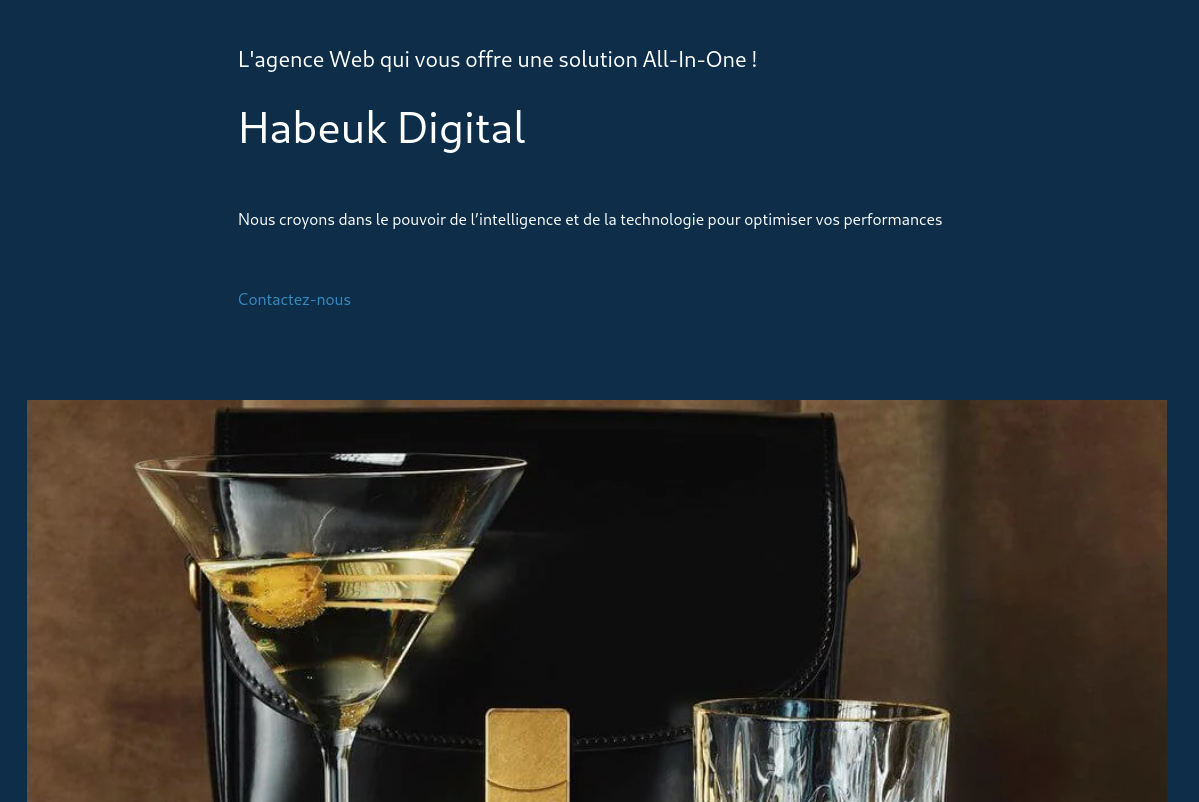 L'agence Web qui vous offre une solution All-In-One !
Habeuk Digital
Nous croyons dans le pouvoir de l’intelligence et de la technologie pour optimiser vos performances
Contactez-nous